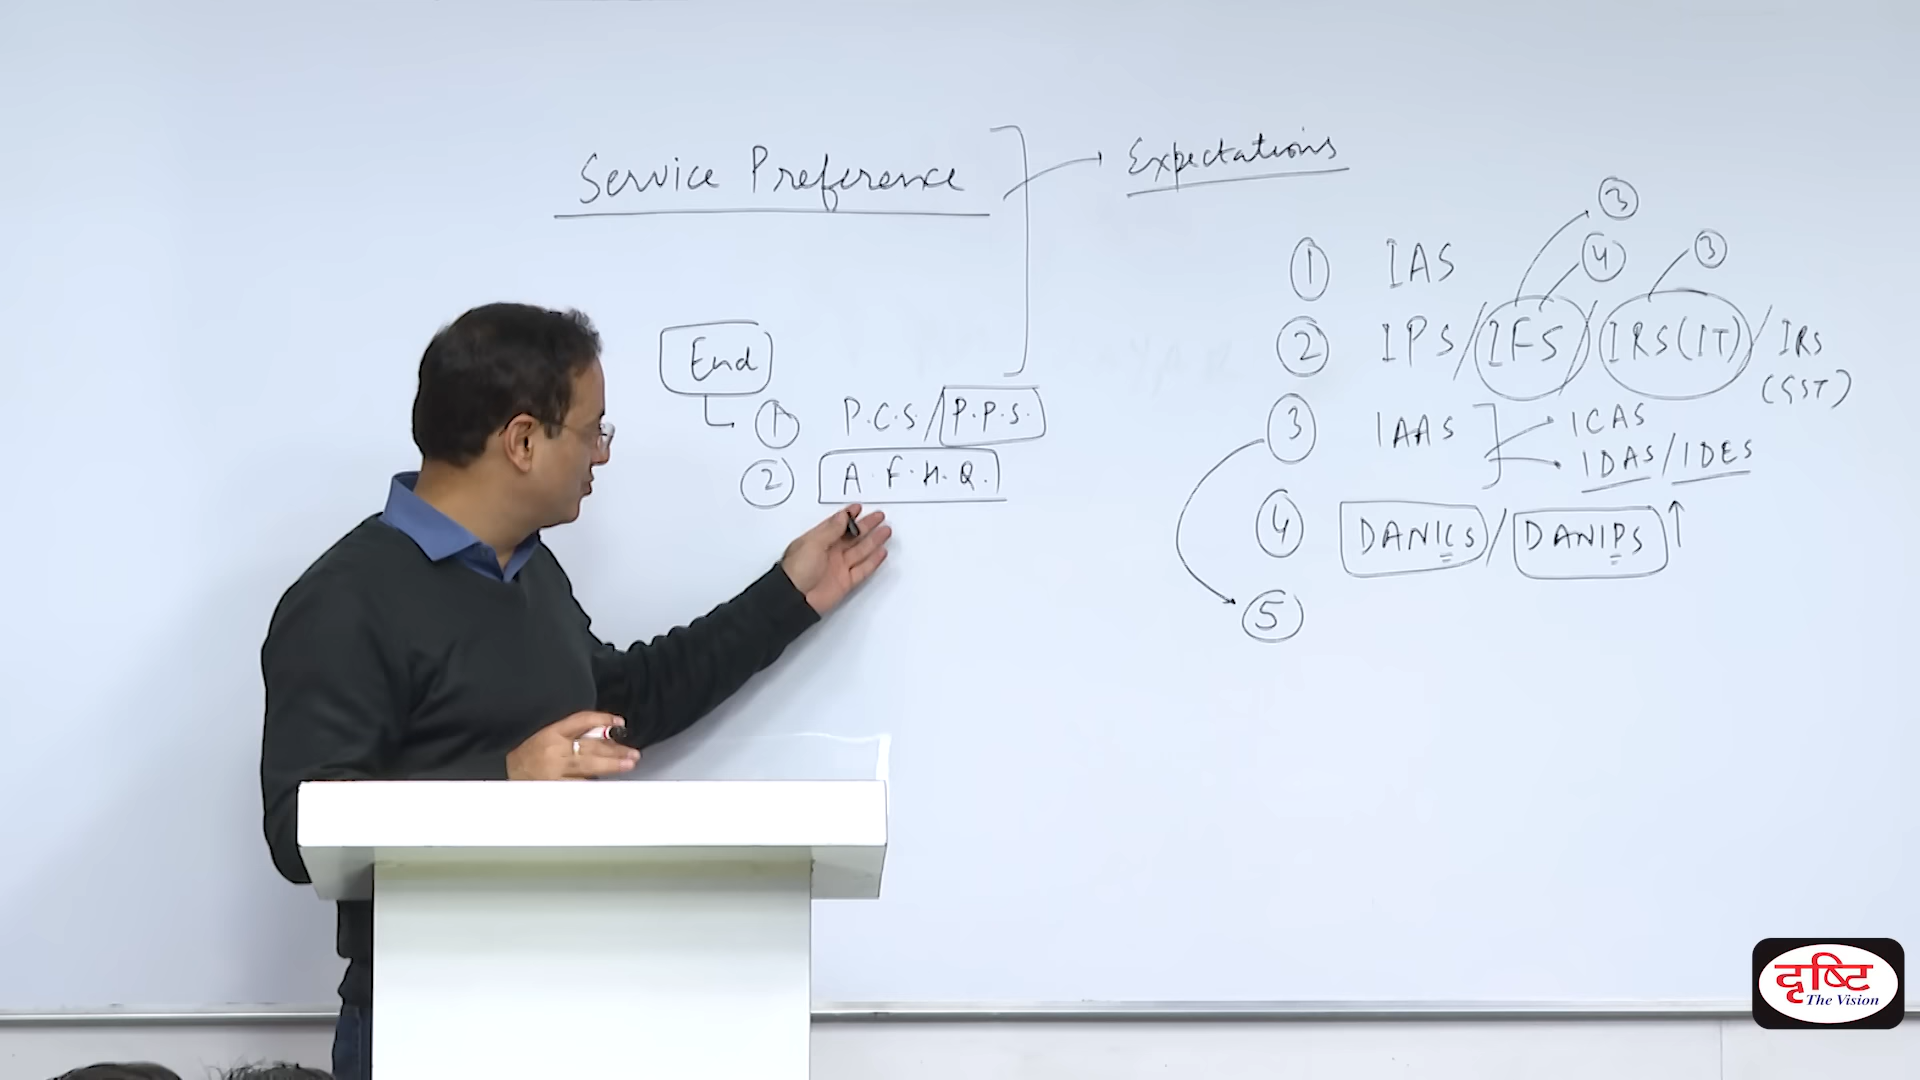 Service Preference
Expectations
End
① P.C.S / P.P.S.
② A.F.H.Q.
③
④ ③
① IAS
② IPS / IFS / IRS (IT) / IRS
(GST)
③ IAAS ICAS
IDAS / IDES
④ DANICS / DANIPS ↑
⑤
दृष्टि
The Vision